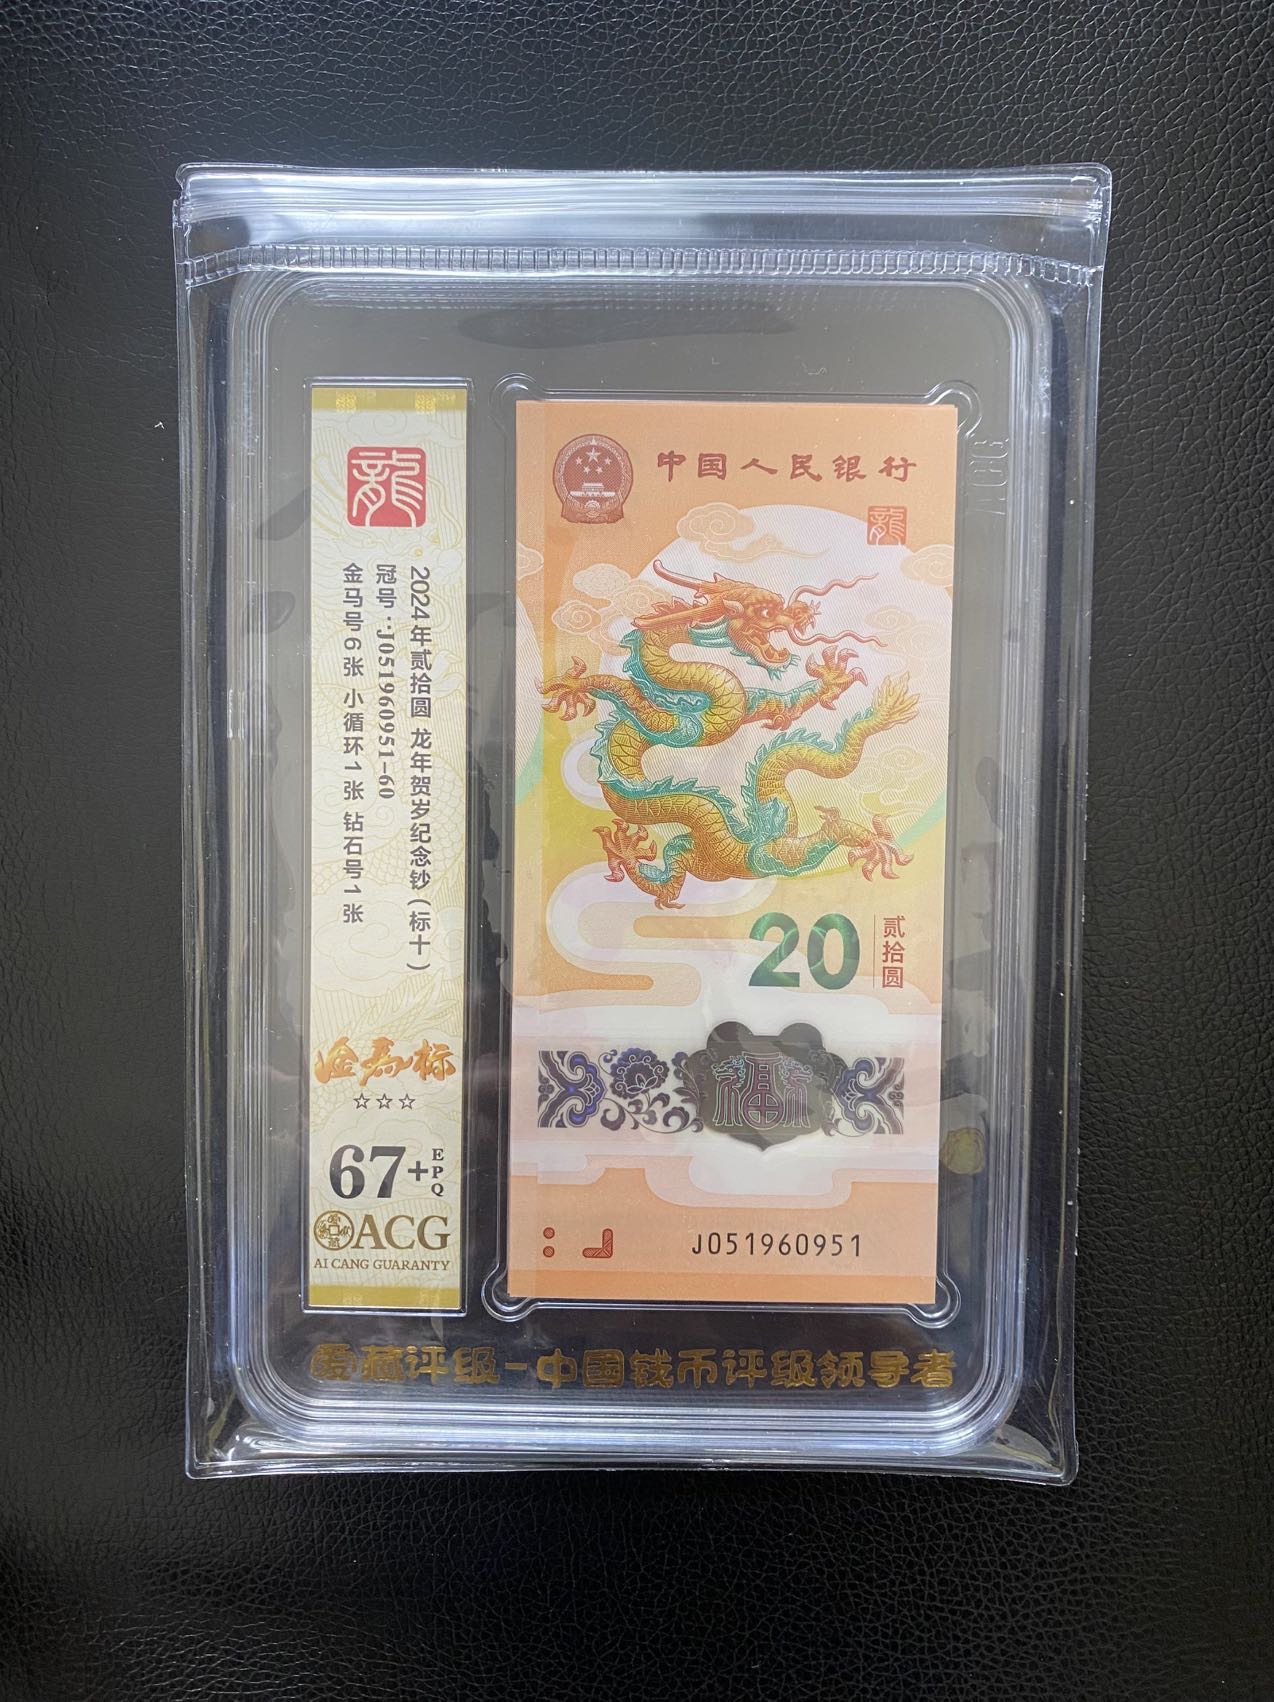 龍
2024年贰拾圆 龙年贺岁纪念钞(标十)
冠号:J051960951-60
金马号6张 小循环1张 钻石号1张
金马标
☆☆☆
67+EPQ
ACG
AI CANG GUARANTY
中国人民银行
龍
20
贰拾圆
福
J051960951
爱藏评级-中国钱币评级领导者